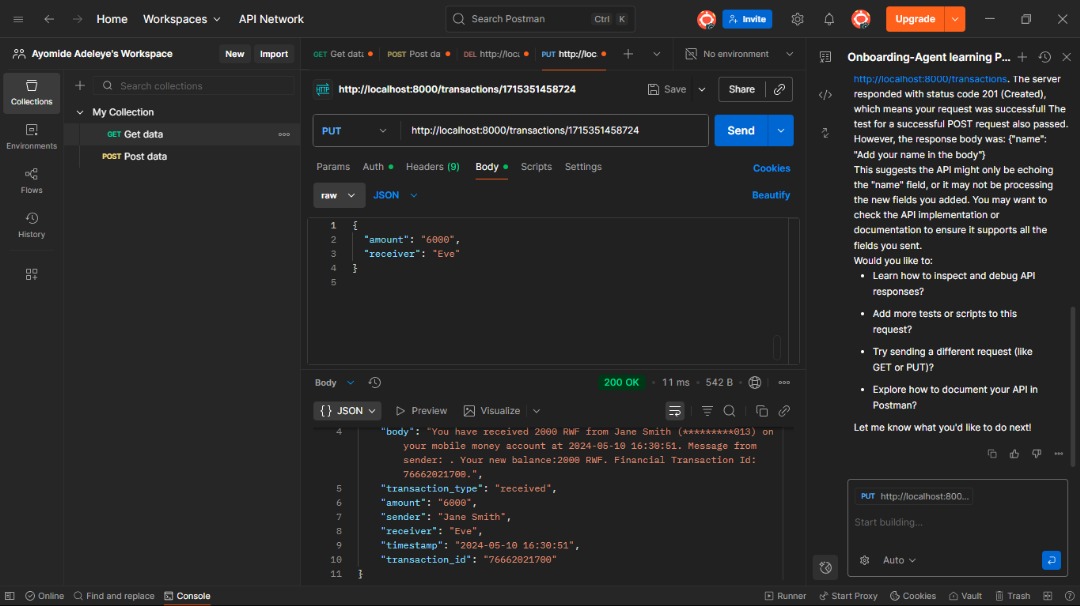 Home Workspaces API Network Search Postman Ctrl K Invite Upgrade
Ayomide Adeleye's Workspace New Import
GET Get data POST Post da DEL http://loc PUT http://loc. No environment
Onboarding-Agent learning P...
Collections
Environments
Flows
History
Search collections
My Collection
GET Get data
POST Post data
HTTP http://localhost:8000/transactions/1715351458724 Save Share
PUT http://localhost:8000/transactions/1715351458724 Send
Params Auth Headers (9) Body Scripts Settings Cookies
raw JSON Beautify
1 {
2 "amount": "6000",
3 "receiver": "Eve"
4 }
5
Body 200 OK 11 ms 542 B
{} JSON Preview Visualize
4 "body": "You have received 2000 RWF from Jane Smith (*********013) on
your mobile money account at 2024-05-10 16:30:51. Message from
sender: . Your new balance:2000 RWF. Financial Transaction Id:
76662021700.",
5 "transaction_type": "received",
6 "amount": "6000",
7 "sender": "Jane Smith",
8 "receiver": "Eve",
9 "timestamp": "2024-05-10 16:30:51",
10 "transaction_id": "76662021700"
11 }
http://localhost:8000/transactions. The server
responded with status code 201 (Created),
which means your request was successful! The
test for a successful POST request also passed.
However, the response body was: {"name":
"Add your name in the body"}
This suggests the API might only be echoing
the "name" field, or it may not be processing
the new fields you added. You may want to
check the API implementation or
documentation to ensure it supports all the
fields you sent.
Would you like to:
• Learn how to inspect and debug API
responses?
• Add more tests or scripts to this
request?
• Try sending a different request (like
GET or PUT)?
• Explore how to document your API in
Postman?
Let me know what you'd like to do next!
PUT http://localhost:800...
Start building...
Auto
Online Find and replace Console Runner Start Proxy Cookies Vault Trash